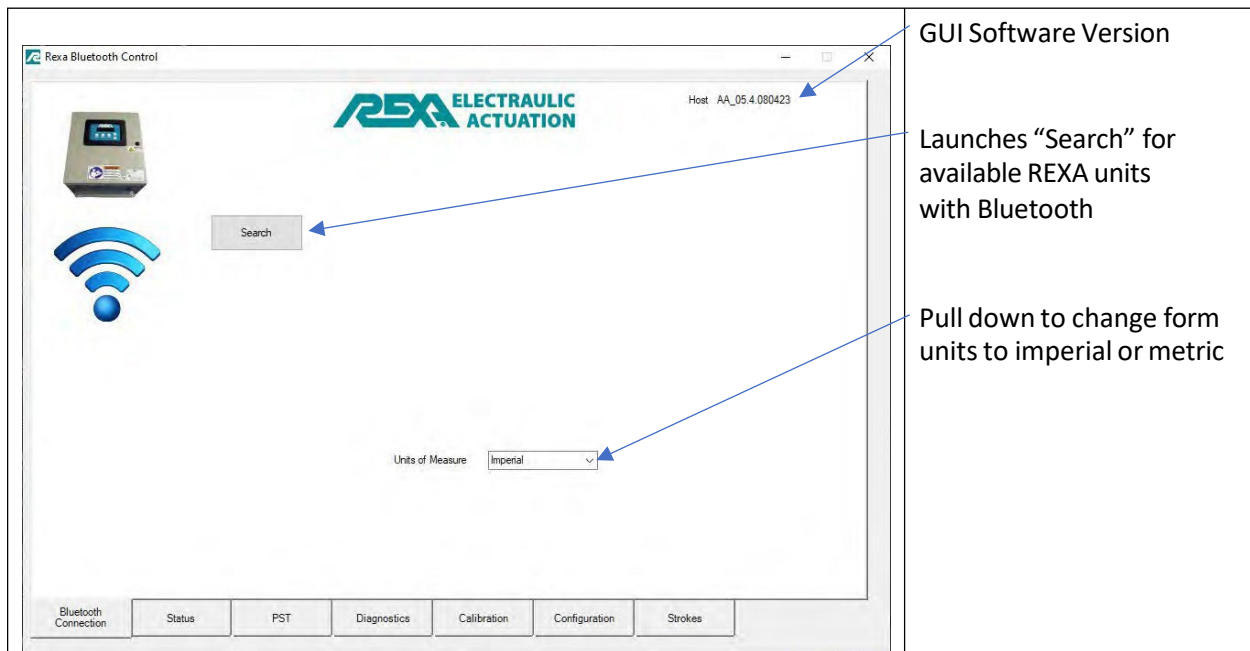 GUI Software Version
Rexa Bluetooth Control
REXA ELECTRAULIC
ACTUATION
Host AA_05.4.080423
Launches “Search” for
available REXA units
with Bluetooth
Search
Pull down to change form
units to imperial or metric
Units of Measure Imperial
Bluetooth
Connection
Status
PST
Diagnostics
Calibration
Configuration
Strokes